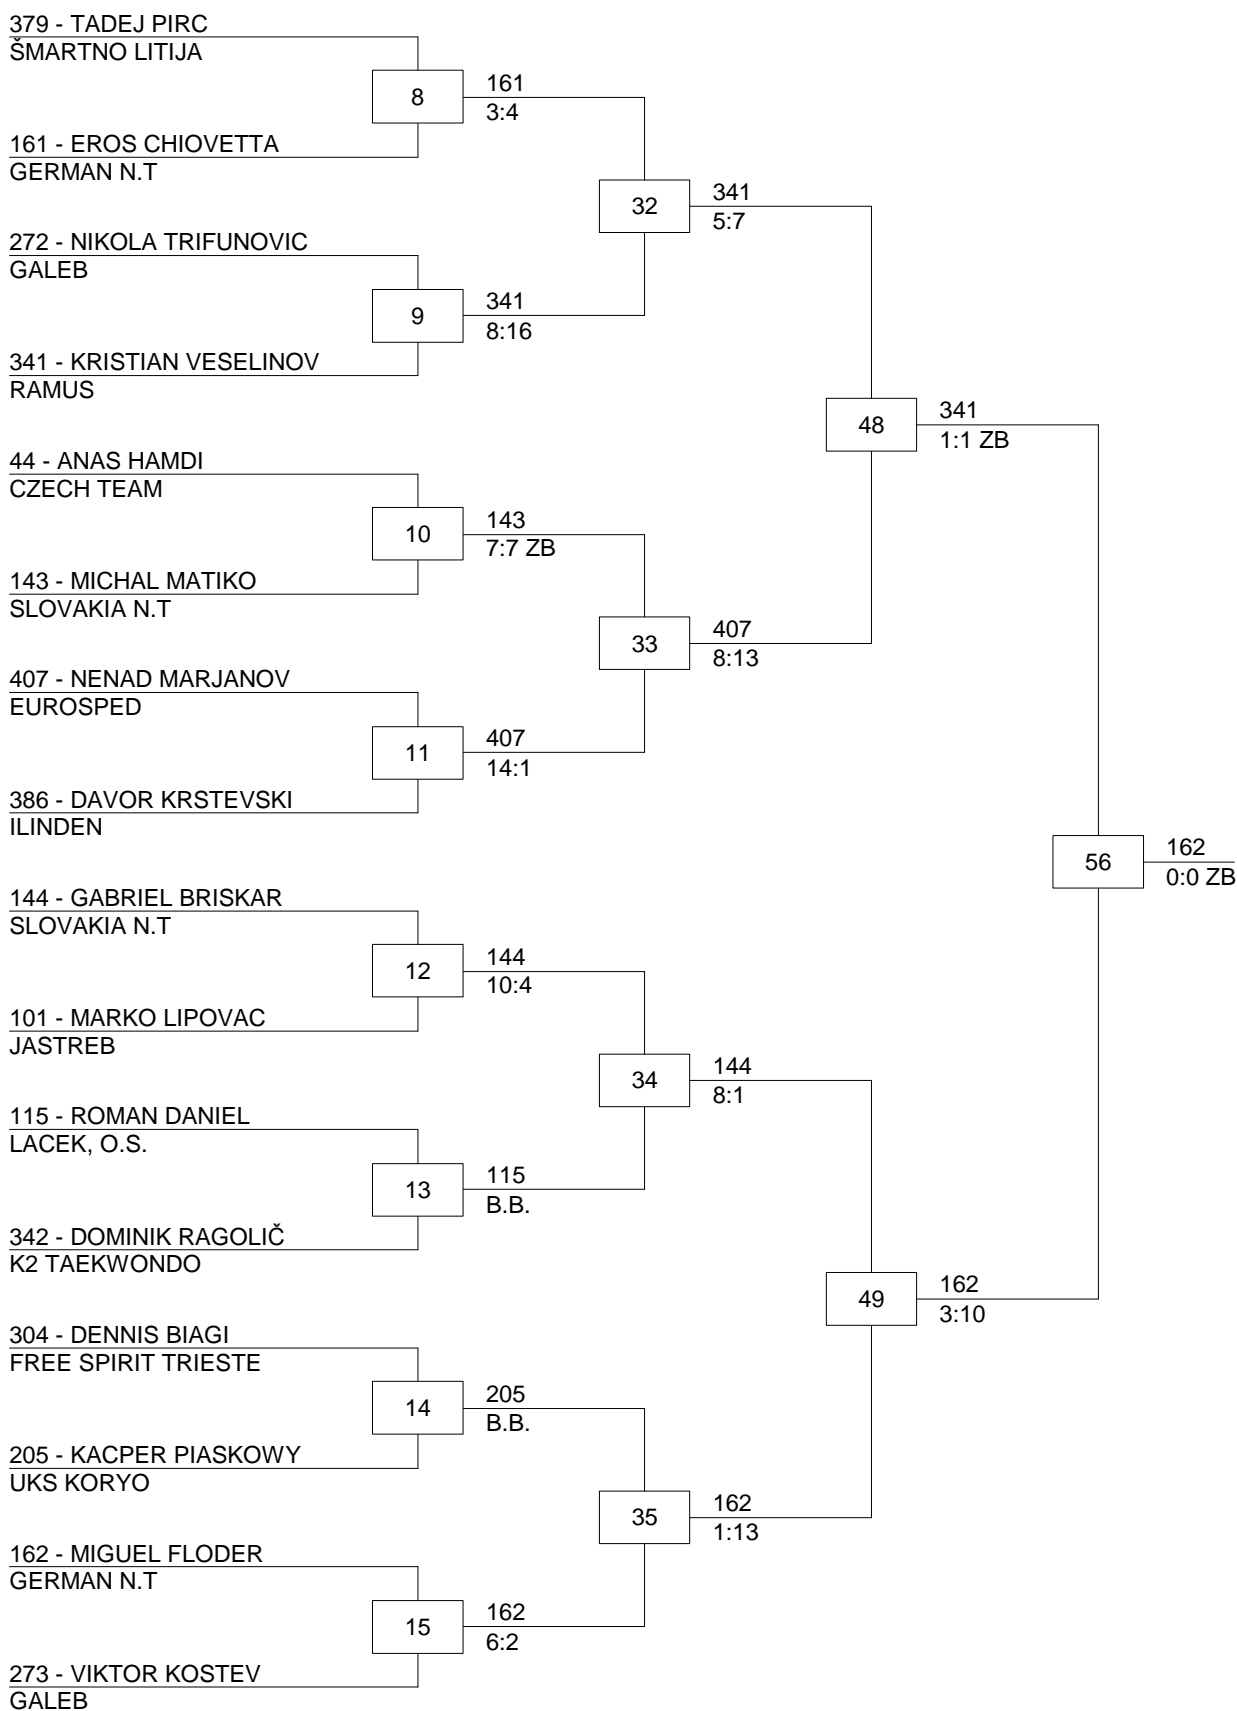 379 - TADEJ PIRC
ŠMARTNO LITIJA
8
161
3:4
161 - EROS CHIOVETTA
GERMAN N.T
32
341
5:7
272 - NIKOLA TRIFUNOVIC
GALEB
9
341
8:16
341 - KRISTIAN VESELINOV
RAMUS
48
341
1:1 ZB
44 - ANAS HAMDI
CZECH TEAM
10
143
7:7 ZB
143 - MICHAL MATIKO
SLOVAKIA N.T
33
407
8:13
407 - NENAD MARJANOV
EUROSPED
11
407
14:1
386 - DAVOR KRSTEVSKI
ILINDEN
56
162
0:0 ZB
144 - GABRIEL BRISKAR
SLOVAKIA N.T
12
144
10:4
101 - MARKO LIPOVAC
JASTREB
34
144
8:1
115 - ROMAN DANIEL
LACEK, O.S.
13
115
B.B.
342 - DOMINIK RAGOLIČ
K2 TAEKWONDO
49
162
3:10
304 - DENNIS BIAGI
FREE SPIRIT TRIESTE
14
205
B.B.
205 - KACPER PIASKOWY
UKS KORYO
35
162
1:13
162 - MIGUEL FLODER
GERMAN N.T
15
162
6:2
273 - VIKTOR KOSTEV
GALEB